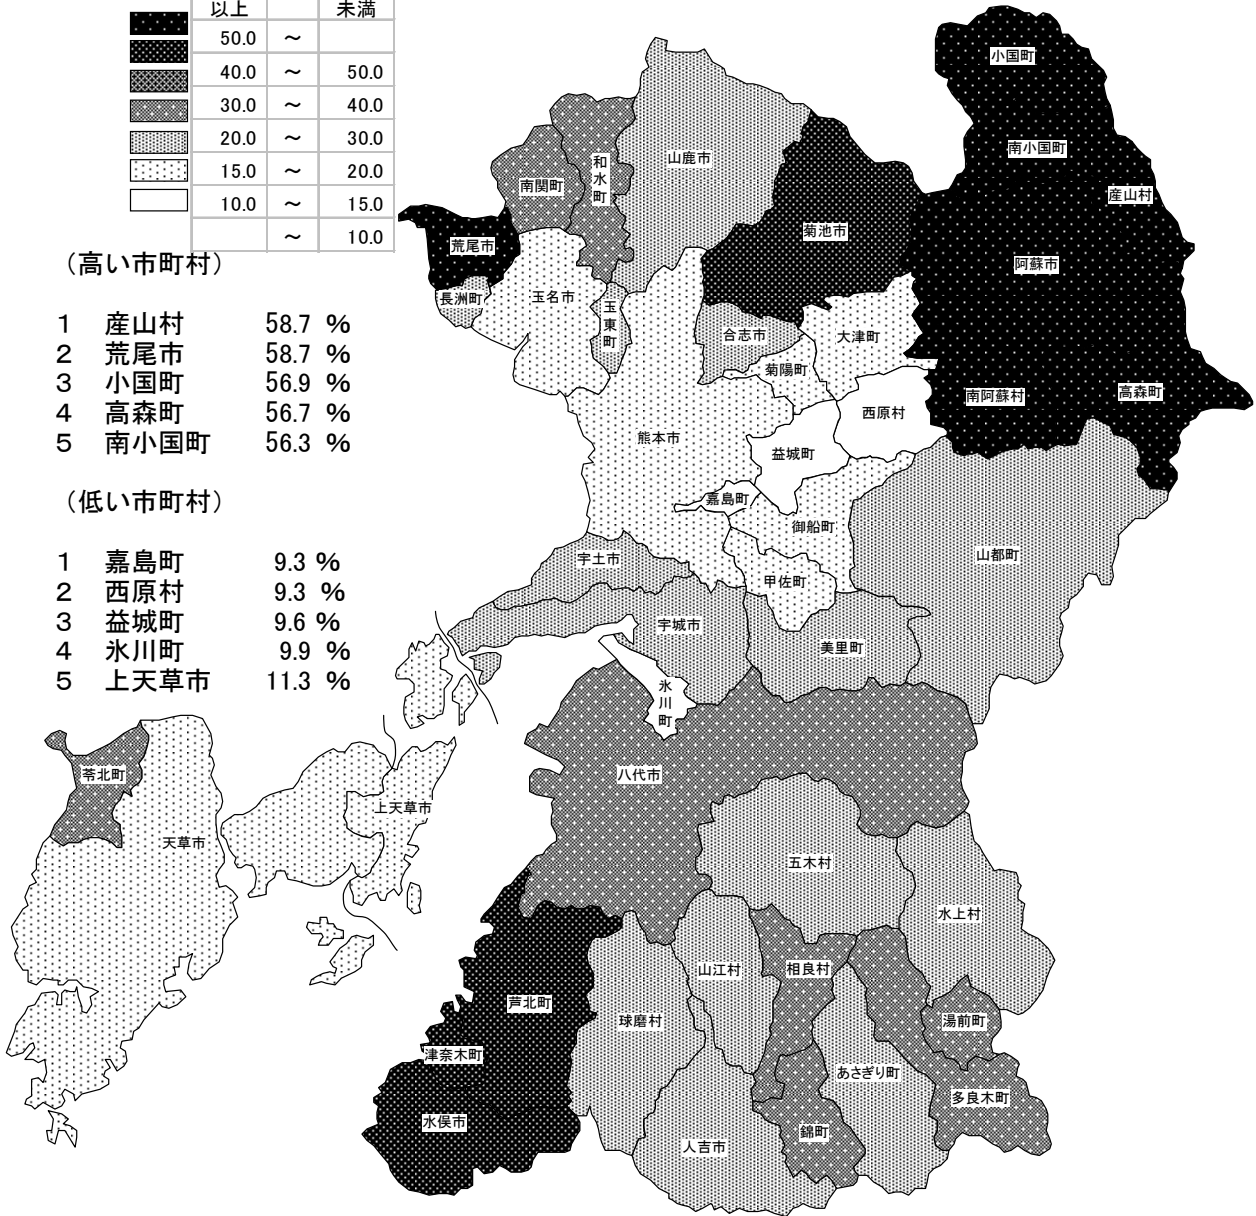 以上 未満
50.0 ～
40.0 ～ 50.0
30.0 ～ 40.0
20.0 ～ 30.0
15.0 ～ 20.0
10.0 ～ 15.0
～ 10.0
（高い市町村）
1 産山村 58.7 %
2 荒尾市 58.7 %
3 小国町 56.9 %
4 高森町 56.7 %
5 南小国町 56.3 %
（低い市町村）
1 嘉島町 9.3 %
2 西原村 9.3 %
3 益城町 9.6 %
4 氷川町 9.9 %
5 上天草市 11.3 %
小国町
南小国町
産山村
阿蘇市
山鹿市
和水町
南関町
菊池市
荒尾市
長洲町
玉名市
玉東町
合志市
大津町
菊陽町
南阿蘇村
高森町
西原村
熊本市
益城町
嘉島町
御船町
山都町
宇土市
甲佐町
宇城市
美里町
氷川町
八代市
苓北町
上天草市
天草市
五木村
水上村
山江村
相良村
芦北町
球磨村
湯前町
津奈木町
あさぎり町
多良木町
水俣市
錦町
人吉市